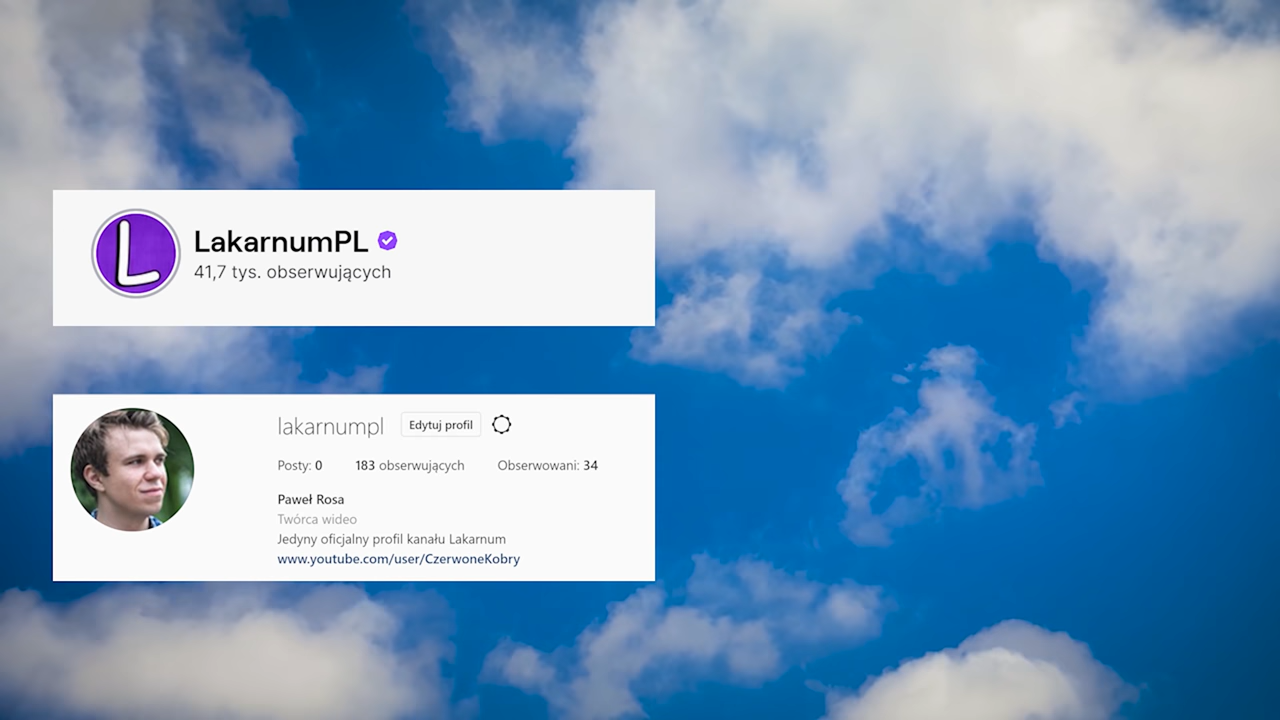 L
LakarnumPL
41,7 tys. obserwujących
lakarnumpl Edytuj profil
Posty: 0 183 obserwujących Obserwowani: 34
Paweł Rosa
Twórca wideo
Jedyny oficjalny profil kanału Lakarnum
www.youtube.com/user/CzerwoneKobry